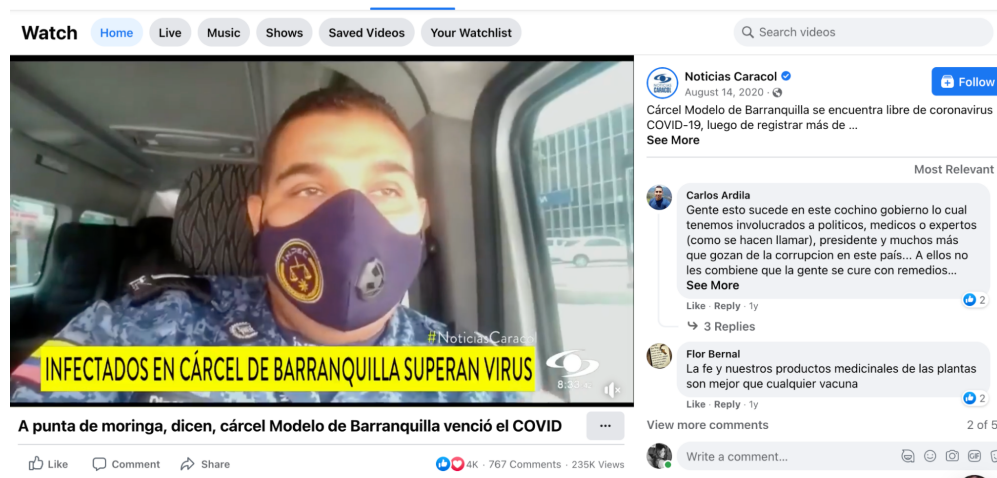 Watch
Home
Live
Music
Shows
Saved Videos
Your Watchlist
Search videos
INPEC
#NoticiasCaracol
INFECTADOS EN CÁRCEL DE BARRANQUILLA SUPERAN VIRUS
8:33
A punta de moringa, dicen, cárcel Modelo de Barranquilla venció el COVID
...
Like
Comment
Share
4K · 767 Comments · 235K Views
NOTICIAS
CARACOL
Noticias Caracol
Follow
August 14, 2020 ·
Cárcel Modelo de Barranquilla se encuentra libre de coronavirus
COVID-19, luego de registrar más de ...
See More
Most Relevant
Carlos Ardila
Gente esto sucede en este cochino gobierno lo cual
tenemos involucrados a politicos, medicos o expertos
(como se hacen llamar), presidente y muchos más
que gozan de la corrupcion en este país... A ellos no
les combiene que la gente se cure con remedios...
See More
2
Like · Reply · 1y
3 Replies
Flor Bernal
La fe y nuestros productos medicinales de las plantas
son mejor que cualquier vacuna
2
Like · Reply · 1y
View more comments
2 of 5
Write a comment...
GIF